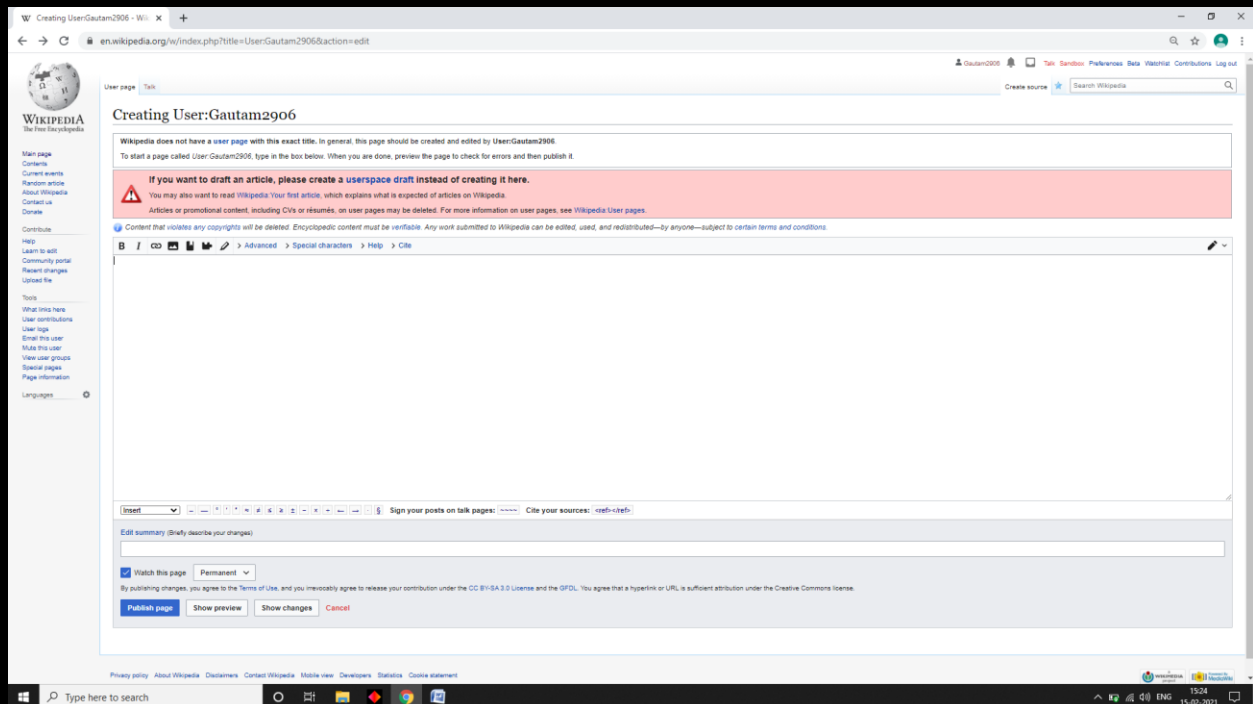 Creating User:Gautam2906 - Wi
en.wikipedia.org/w/index.php?title=User:Gautam2906&action=edit
Gautam2906 Talk Sandbox Preferences Beta Watchlist Contributions Log out
User page Talk
Create source Search Wikipedia
WIKIPEDIA
The Free Encyclopedia
Main page
Contents
Current events
Random article
About Wikipedia
Contact us
Donate
Contribute
Help
Learn to edit
Community portal
Recent changes
Upload file
Tools
What links here
User contributions
User logs
Email this user
Mute this user
View user groups
Special pages
Page information
Languages
Creating User:Gautam2906
Wikipedia does not have a user page with this exact title. In general, this page should be created and edited by User:Gautam2906.
To start a page called User:Gautam2906, type in the box below. When you are done, preview the page to check for errors and then publish it.
If you want to draft an article, please create a userspace draft instead of creating it here.
You may also want to read Wikipedia:Your first article, which explains what is expected of articles on Wikipedia.
Articles or promotional content, including CVs or résumés, on user pages may be deleted. For more information on user pages, see Wikipedia:User pages.
Content that violates any copyrights will be deleted. Encyclopedic content must be verifiable. Any work submitted to Wikipedia can be edited, used, and redistributed—by anyone—subject to certain terms and conditions.
B I Advanced Special characters Help Cite
Insert – — ° ′ ″ ≈ ≠ ≤ ≥ ± − × ÷ ← → · § Sign your posts on talk pages: ~~~~ Cite your sources: <ref></ref>
Edit summary (Briefly describe your changes)
Watch this page Permanent
By publishing changes, you agree to the Terms of Use, and you irrevocably agree to release your contribution under the CC BY-SA 3.0 License and the GFDL. You agree that a hyperlink or URL is sufficient attribution under the Creative Commons license.
Publish page Show preview Show changes Cancel
Privacy policy About Wikipedia Disclaimers Contact Wikipedia Mobile view Developers Statistics Cookie statement
WIKIMEDIA project Powered By MediaWiki
Type here to search
ENG
15:24
15-02-2021